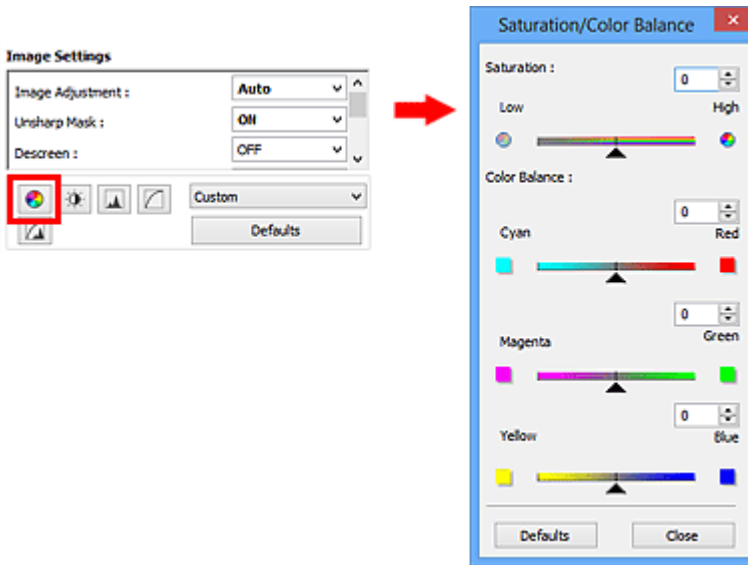 Image Settings
Image Adjustment : Auto
Unsharp Mask : ON
Descreen : OFF
Custom
Defaults
Saturation/Color Balance
Saturation :
0
Low High
Color Balance :
0
Cyan Red
0
Magenta Green
0
Yellow Blue
Defaults Close